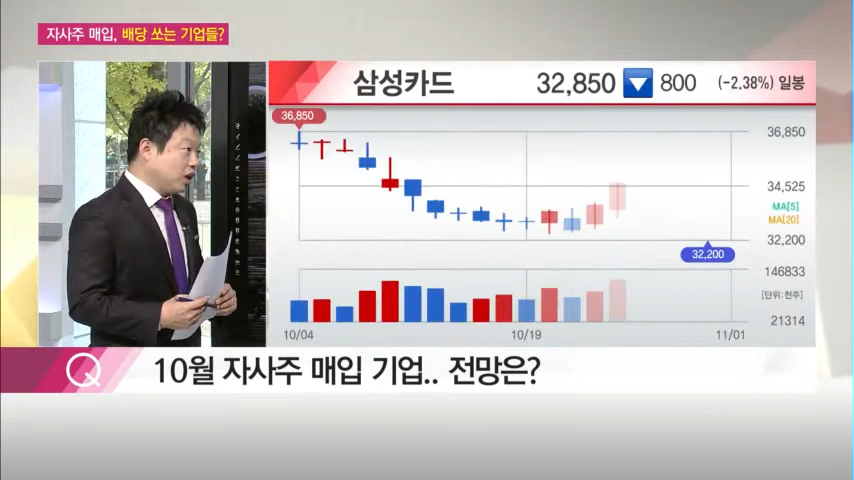 자사주 매입, 배당 쏘는 기업들?
삼성카드 32,850 ▼ 800 (-2.38%) 일봉
36,850
36,850
34,525
MA[5]
MA[20]
32,200
32,200
146833
[단위:천주]
21314
10/04 10/19 11/01
Q 10월 자사주 매입 기업.. 전망은?